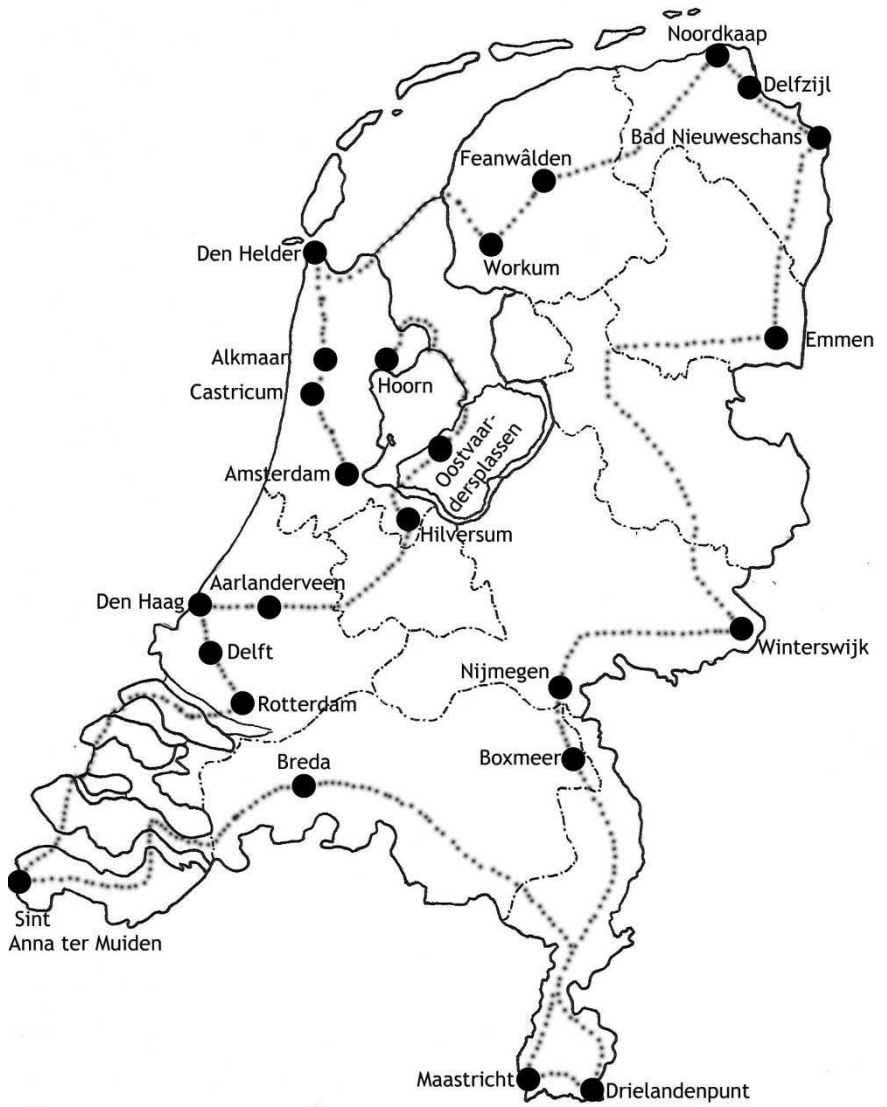 Noordkaap
Delfzijl
Bad Nieuweschans
Feanwâlden
Den Helder
Workum
Emmen
Alkmaar
Hoorn
Castricum
Oostvaar-
dersplassen
Amsterdam
Hilversum
Aarlanderveen
Den Haag
Delft
Winterswijk
Nijmegen
Rotterdam
Boxmeer
Breda
Sint
Anna ter Muiden
Maastricht
Drielandenpunt